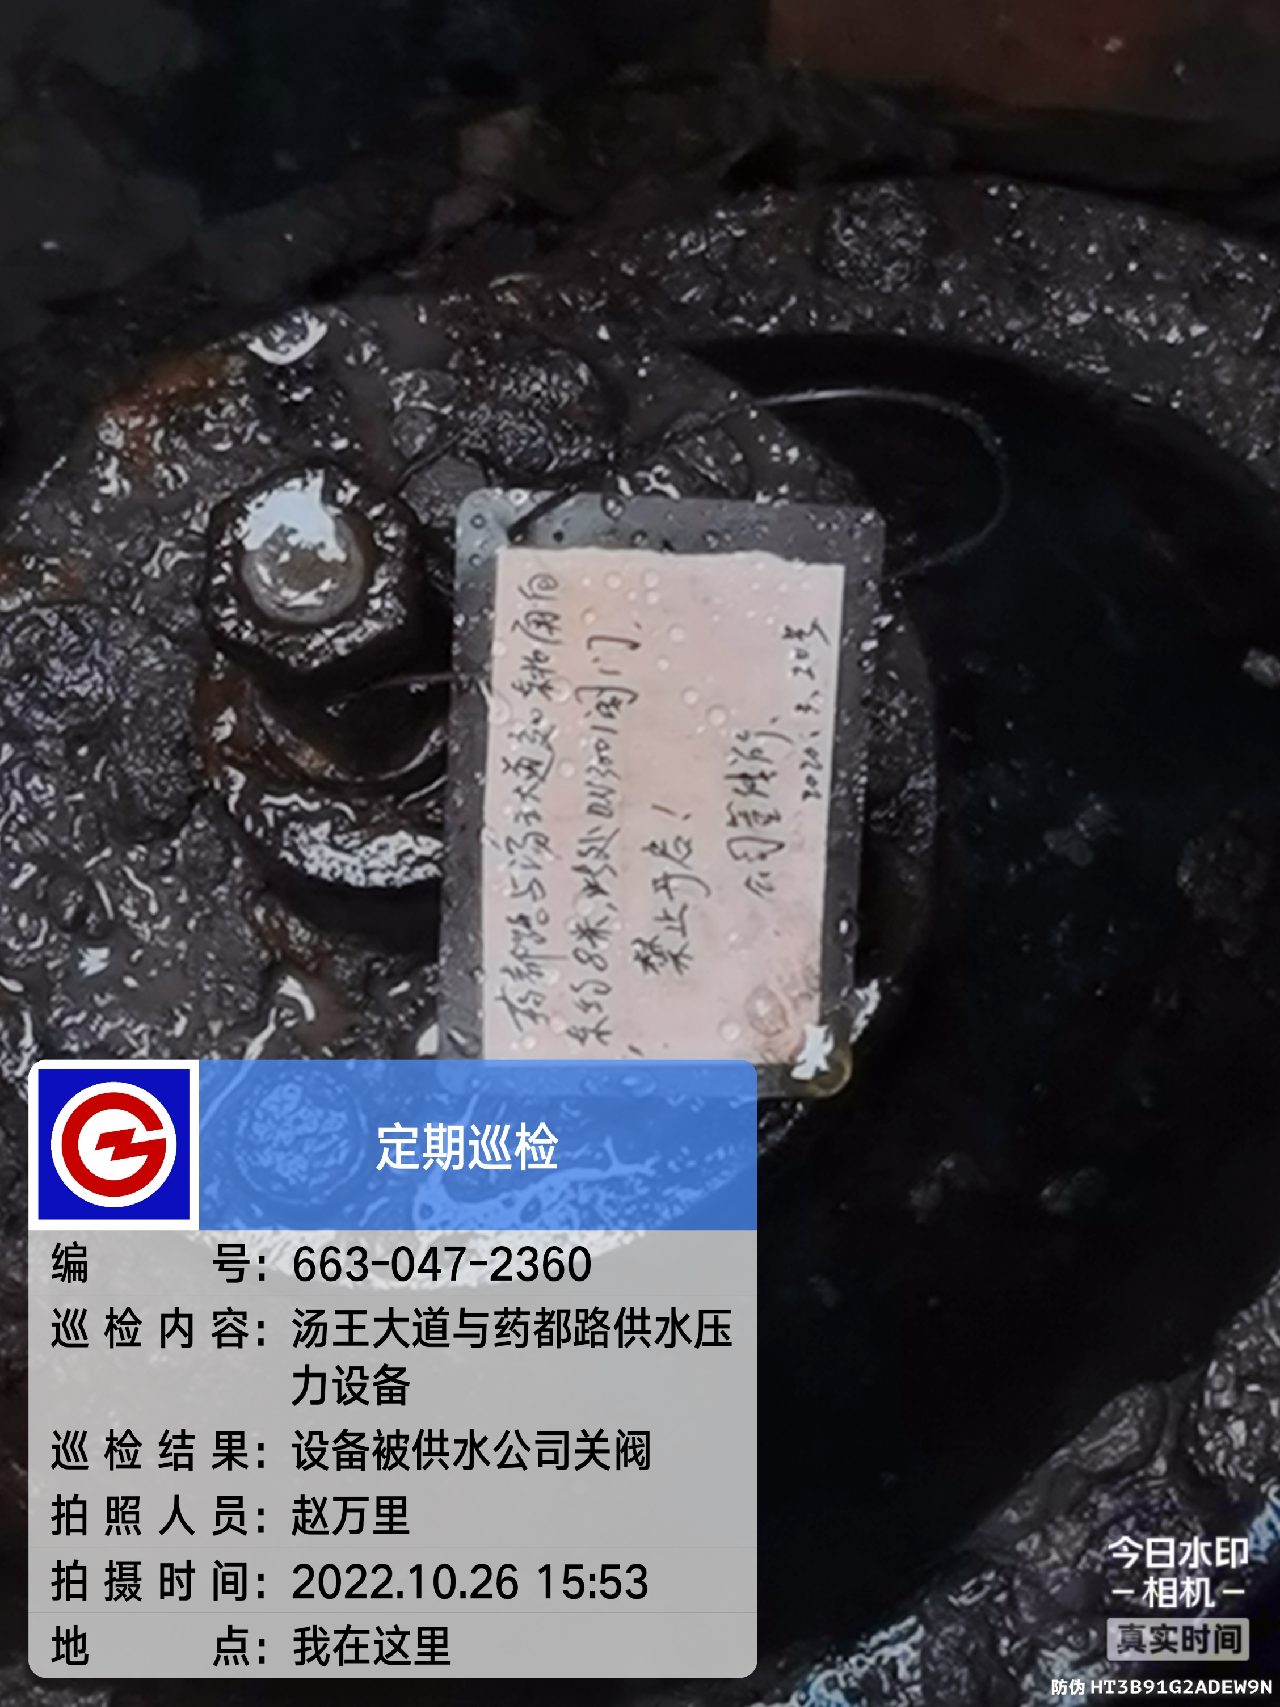 药都路与汤王大道交叉东南角向
东约8米,此处DN300阀门,
禁止开启!
2020.3.20号
定期巡检
编号: 663-047-2360
巡检内容: 汤王大道与药都路供水压
力设备
巡检结果: 设备被供水公司关阀
拍照人员: 赵万里
拍摄时间: 2022.10.26 15:53
地点: 我在这里
今日水印
相机
真实时间
防伪 HT3B91G2ADEW9N